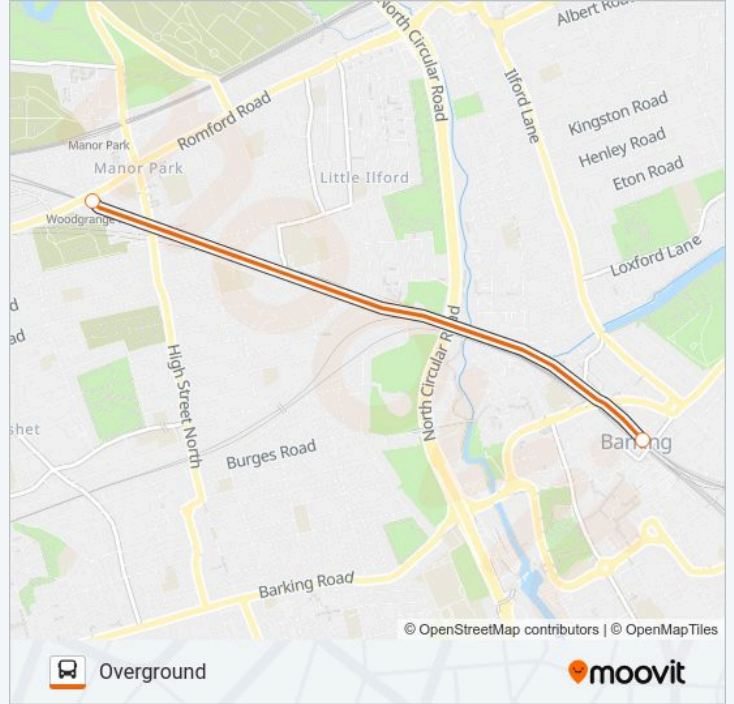 North Circular Road
Albert Road
Ilford Lane
Romford Road
Kingston Road
Henley Road
Eton Road
Manor Park
Manor Park
Little Ilford
Woodgrange
Loxford Lane
High Street North
North Circular Road
shet
Barking
Burges Road
Barking Road
© OpenStreetMap contributors | © OpenMapTiles
Overground
moovit